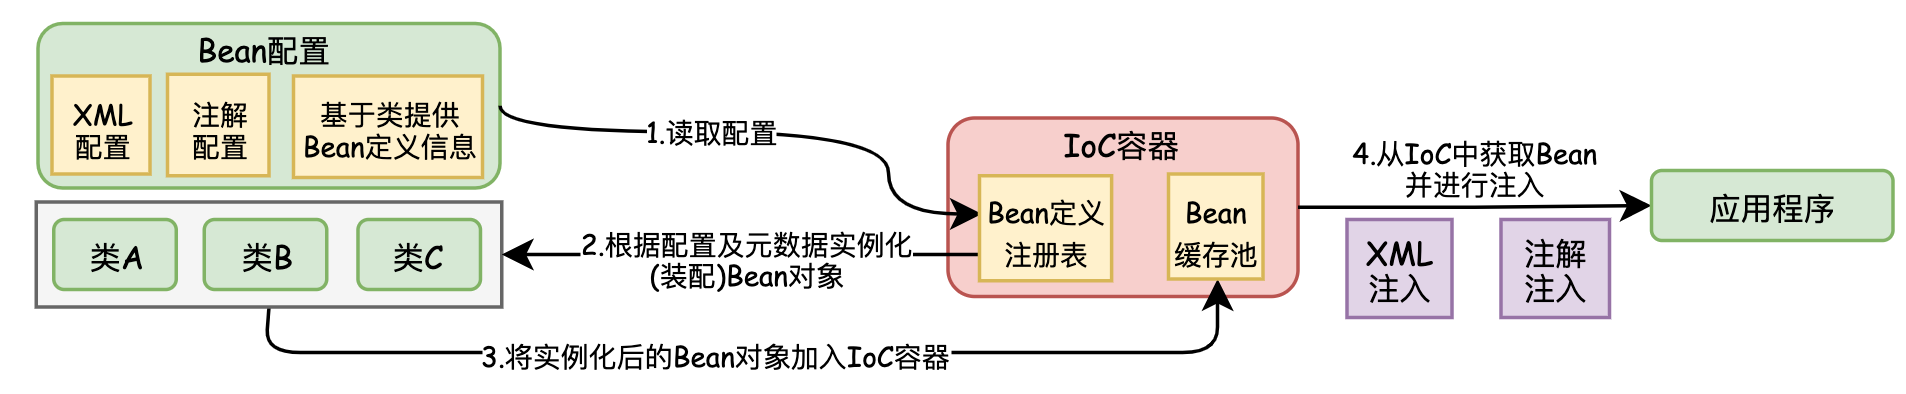 Bean配置
XML
配置
注解
配置
基于类提供
Bean定义信息
1.读取配置
类A
类B
类C
2.根据配置及元数据实例化
(装配)Bean对象
3.将实例化后的Bean对象加入IoC容器
IoC容器
Bean定义
注册表
Bean
缓存池
4.从IoC中获取Bean
并进行注入
XML
注入
注解
注入
应用程序